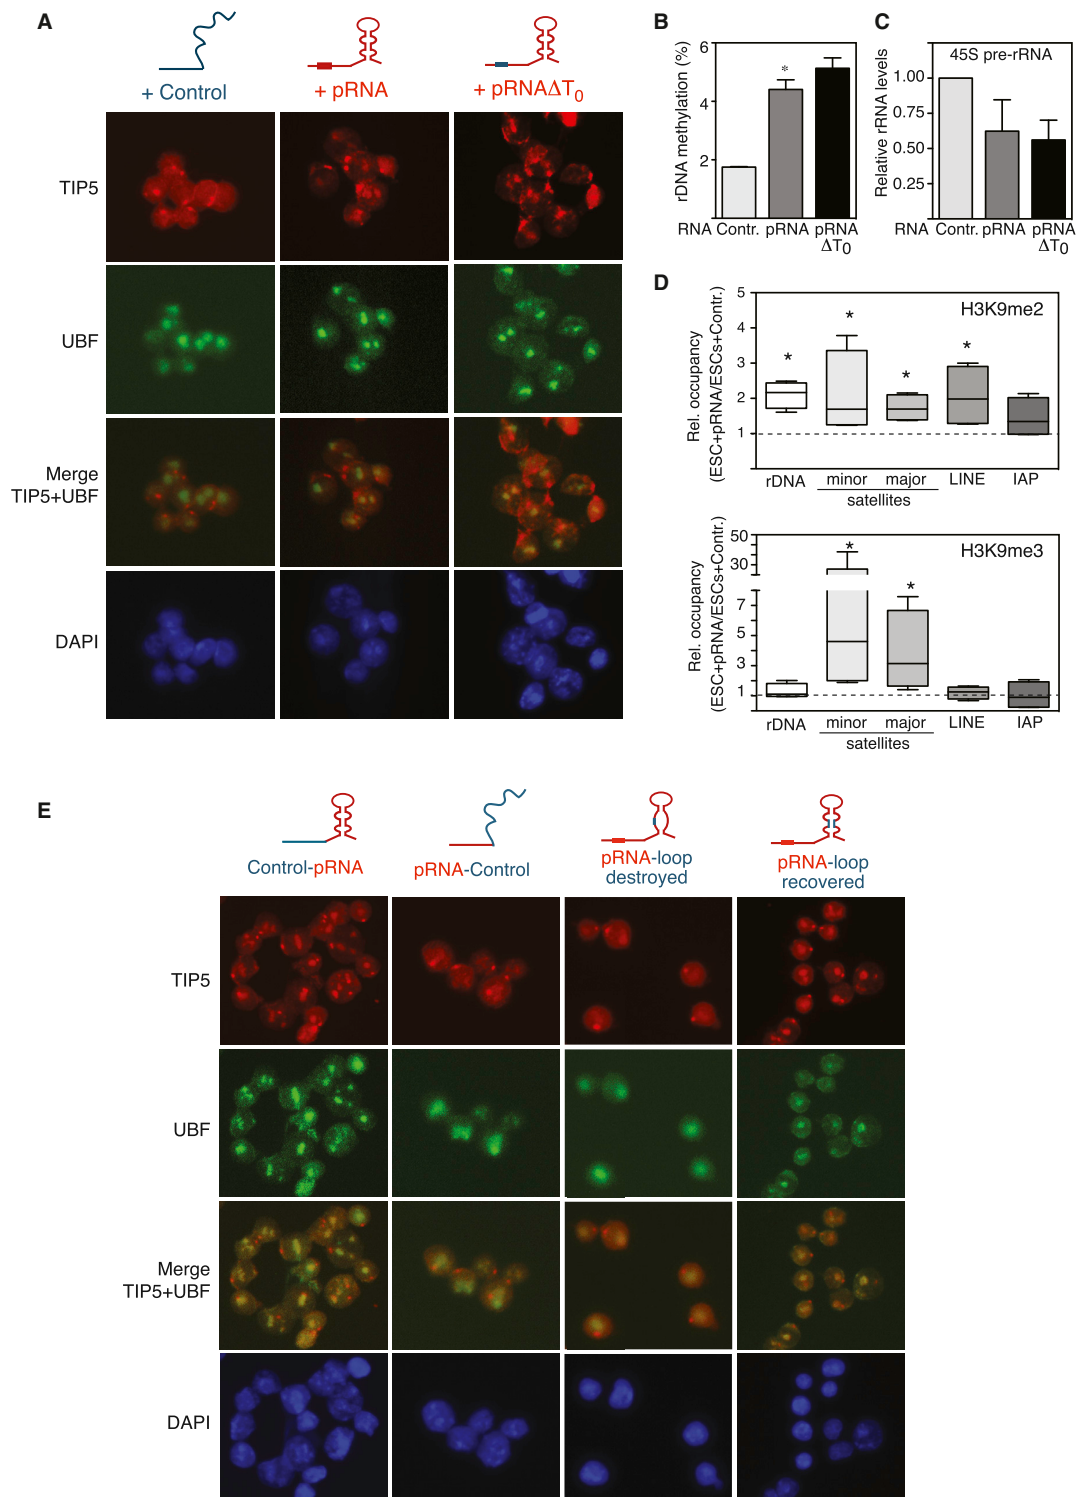 A
+ Control
+ pRNA
+ pRNAΔT0
TIP5
UBF
Merge
TIP5+UBF
DAPI
B
rDNA methylation (%)
6
4
2
RNA Contr. pRNA pRNA
ΔT0
C
Relative rRNA levels
45S pre-rRNA
1.00
0.75
0.50
0.25
RNA Contr. pRNA pRNA
ΔT0
D
Rel. occupancy
(ESC+pRNA/ESCs+Contr.)
H3K9me2
5
4
3
2
1
* * * *
rDNA minor major LINE IAP
satellites
Rel. occupancy
(ESC+pRNA/ESCs+Contr.)
H3K9me3
50
30
7
5
3
1
* *
rDNA minor major LINE IAP
satellites
E
Control-pRNA
pRNA-Control
pRNA-loop
destroyed
pRNA-loop
recovered
TIP5
UBF
Merge
TIP5+UBF
DAPI